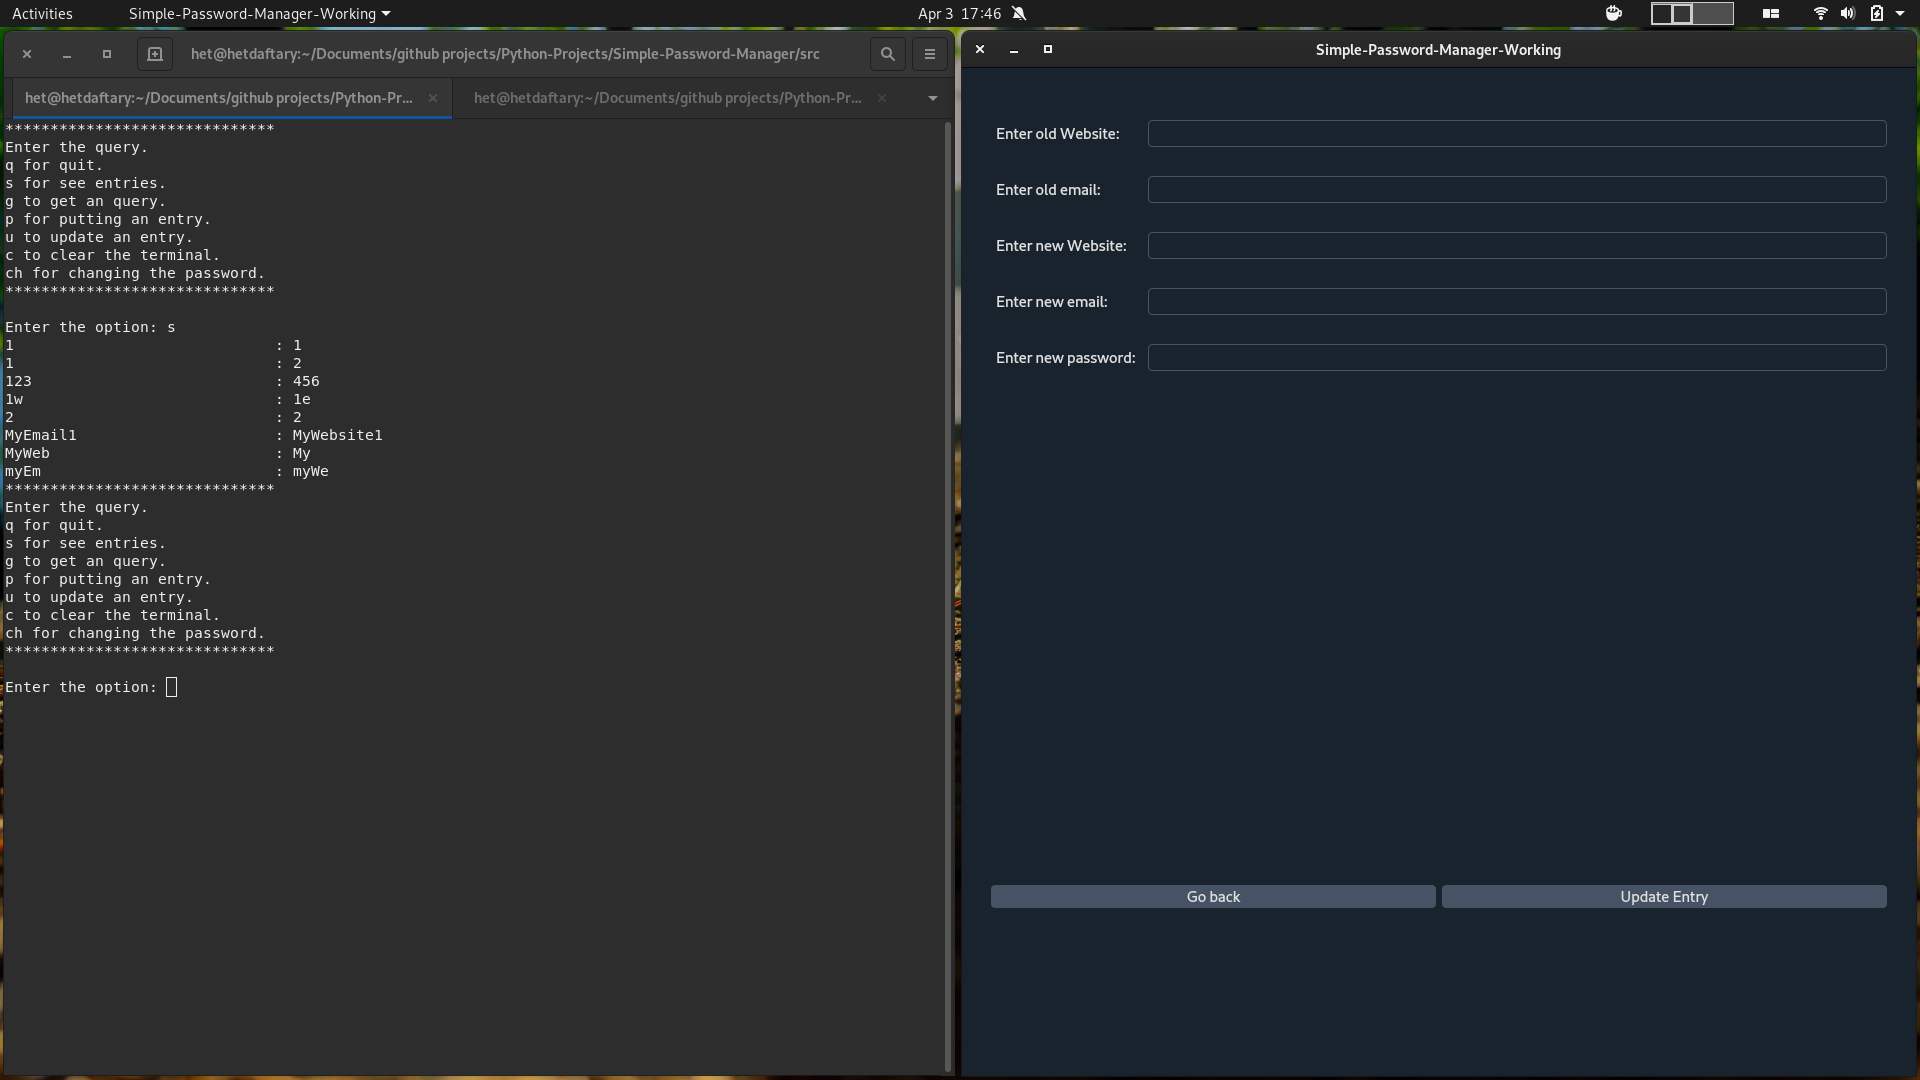 Activities
Simple-Password-Manager-Working
Apr 3 17:46
het@hetdaftary:~/Documents/github projects/Python-Projects/Simple-Password-Manager/src
het@hetdaftary:~/Documents/github projects/Python-Pr...
het@hetdaftary:~/Documents/github projects/Python-Pr...
******************************
Enter the query.
q for quit.
s for see entries.
g to get an query.
p for putting an entry.
u to update an entry.
c to clear the terminal.
ch for changing the password.
******************************
Enter the option: s
1 : 1
1 : 2
123 : 456
1w : 1e
2 : 2
MyEmail1 : MyWebsite1
MyWeb : My
myEm : myWe
******************************
Enter the query.
q for quit.
s for see entries.
g to get an query.
p for putting an entry.
u to update an entry.
c to clear the terminal.
ch for changing the password.
******************************
Enter the option:
Simple-Password-Manager-Working
Enter old Website:
Enter old email:
Enter new Website:
Enter new email:
Enter new password:
Go back
Update Entry